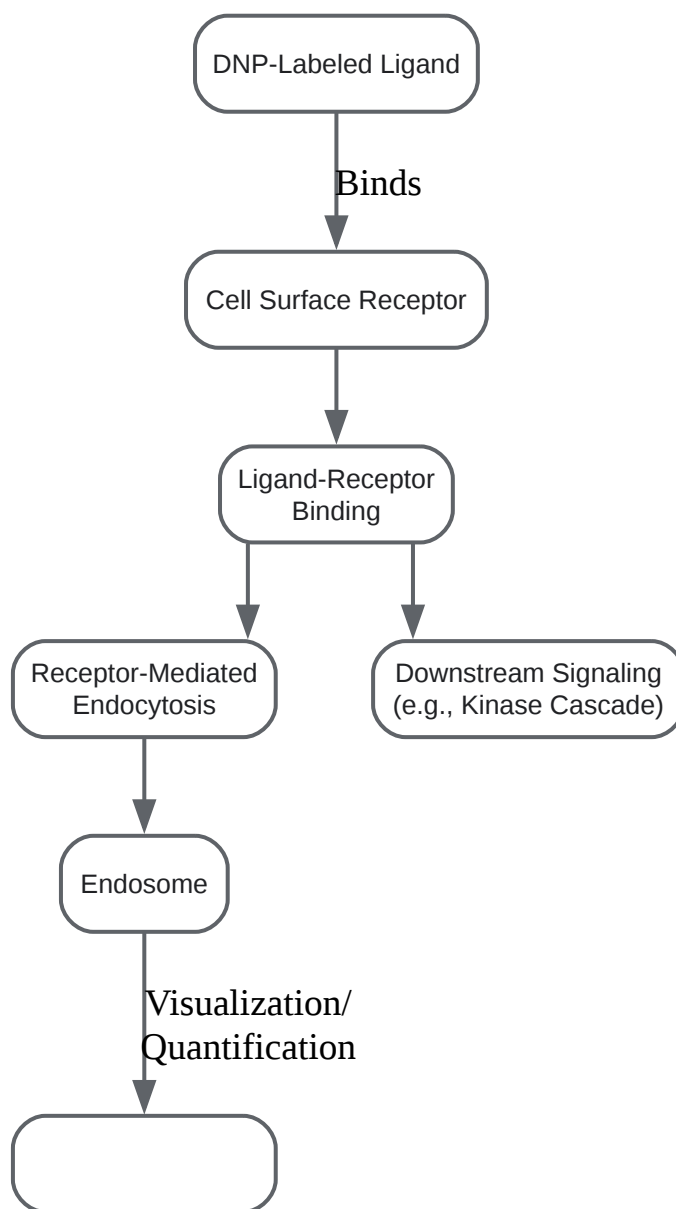 DNP-Labeled Ligand
Binds
Cell Surface Receptor
Ligand-Receptor
Binding
Receptor-Mediated
Endocytosis
Downstream Signaling
(e.g., Kinase Cascade)
Endosome
Visualization/
Quantification